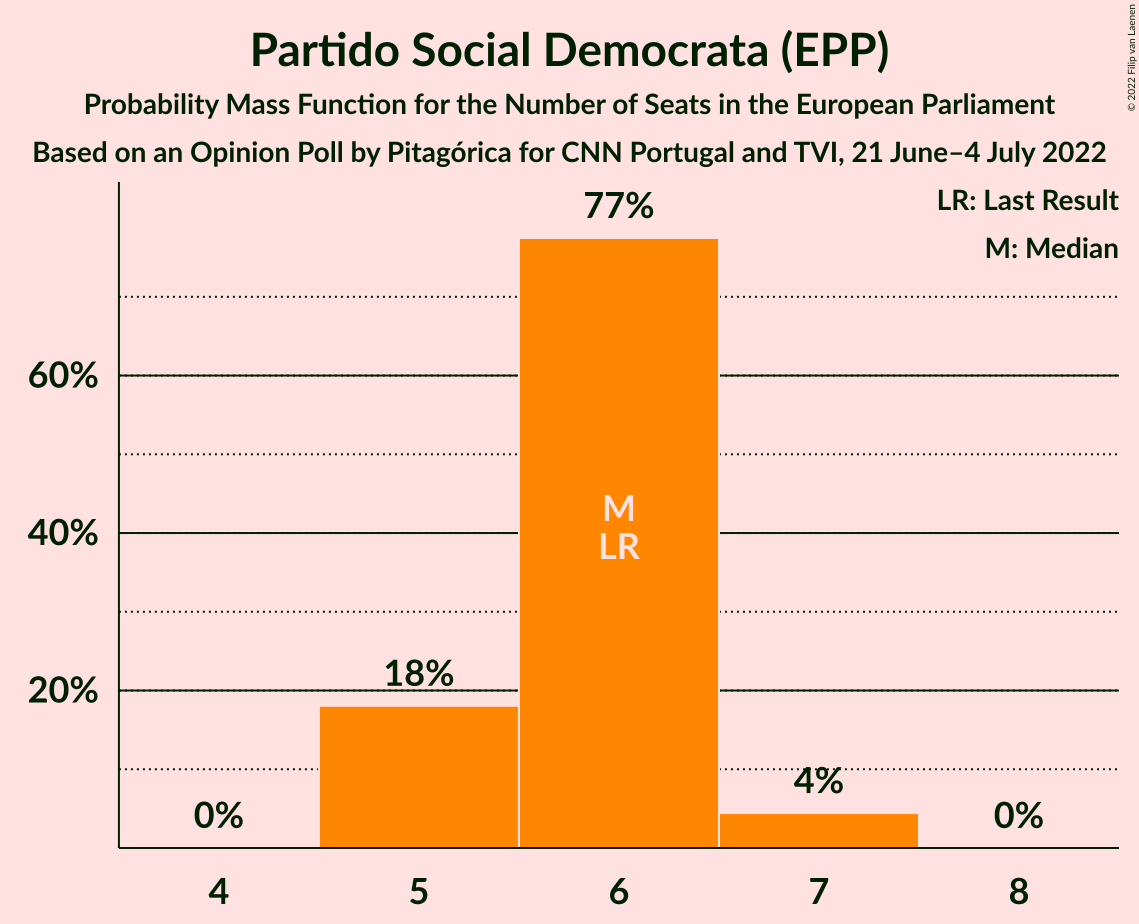 Partido Social Democrata (EPP)
Probability Mass Function for the Number of Seats in the European Parliament
Based on an Opinion Poll by Pitagórica for CNN Portugal and TVI, 21 June–4 July 2022
© 2022 Filip van Laenen
LR: Last Result
M: Median
77%
60%
40%
20%
M
LR
18%
4%
0%
0%
4 5 6 7 8